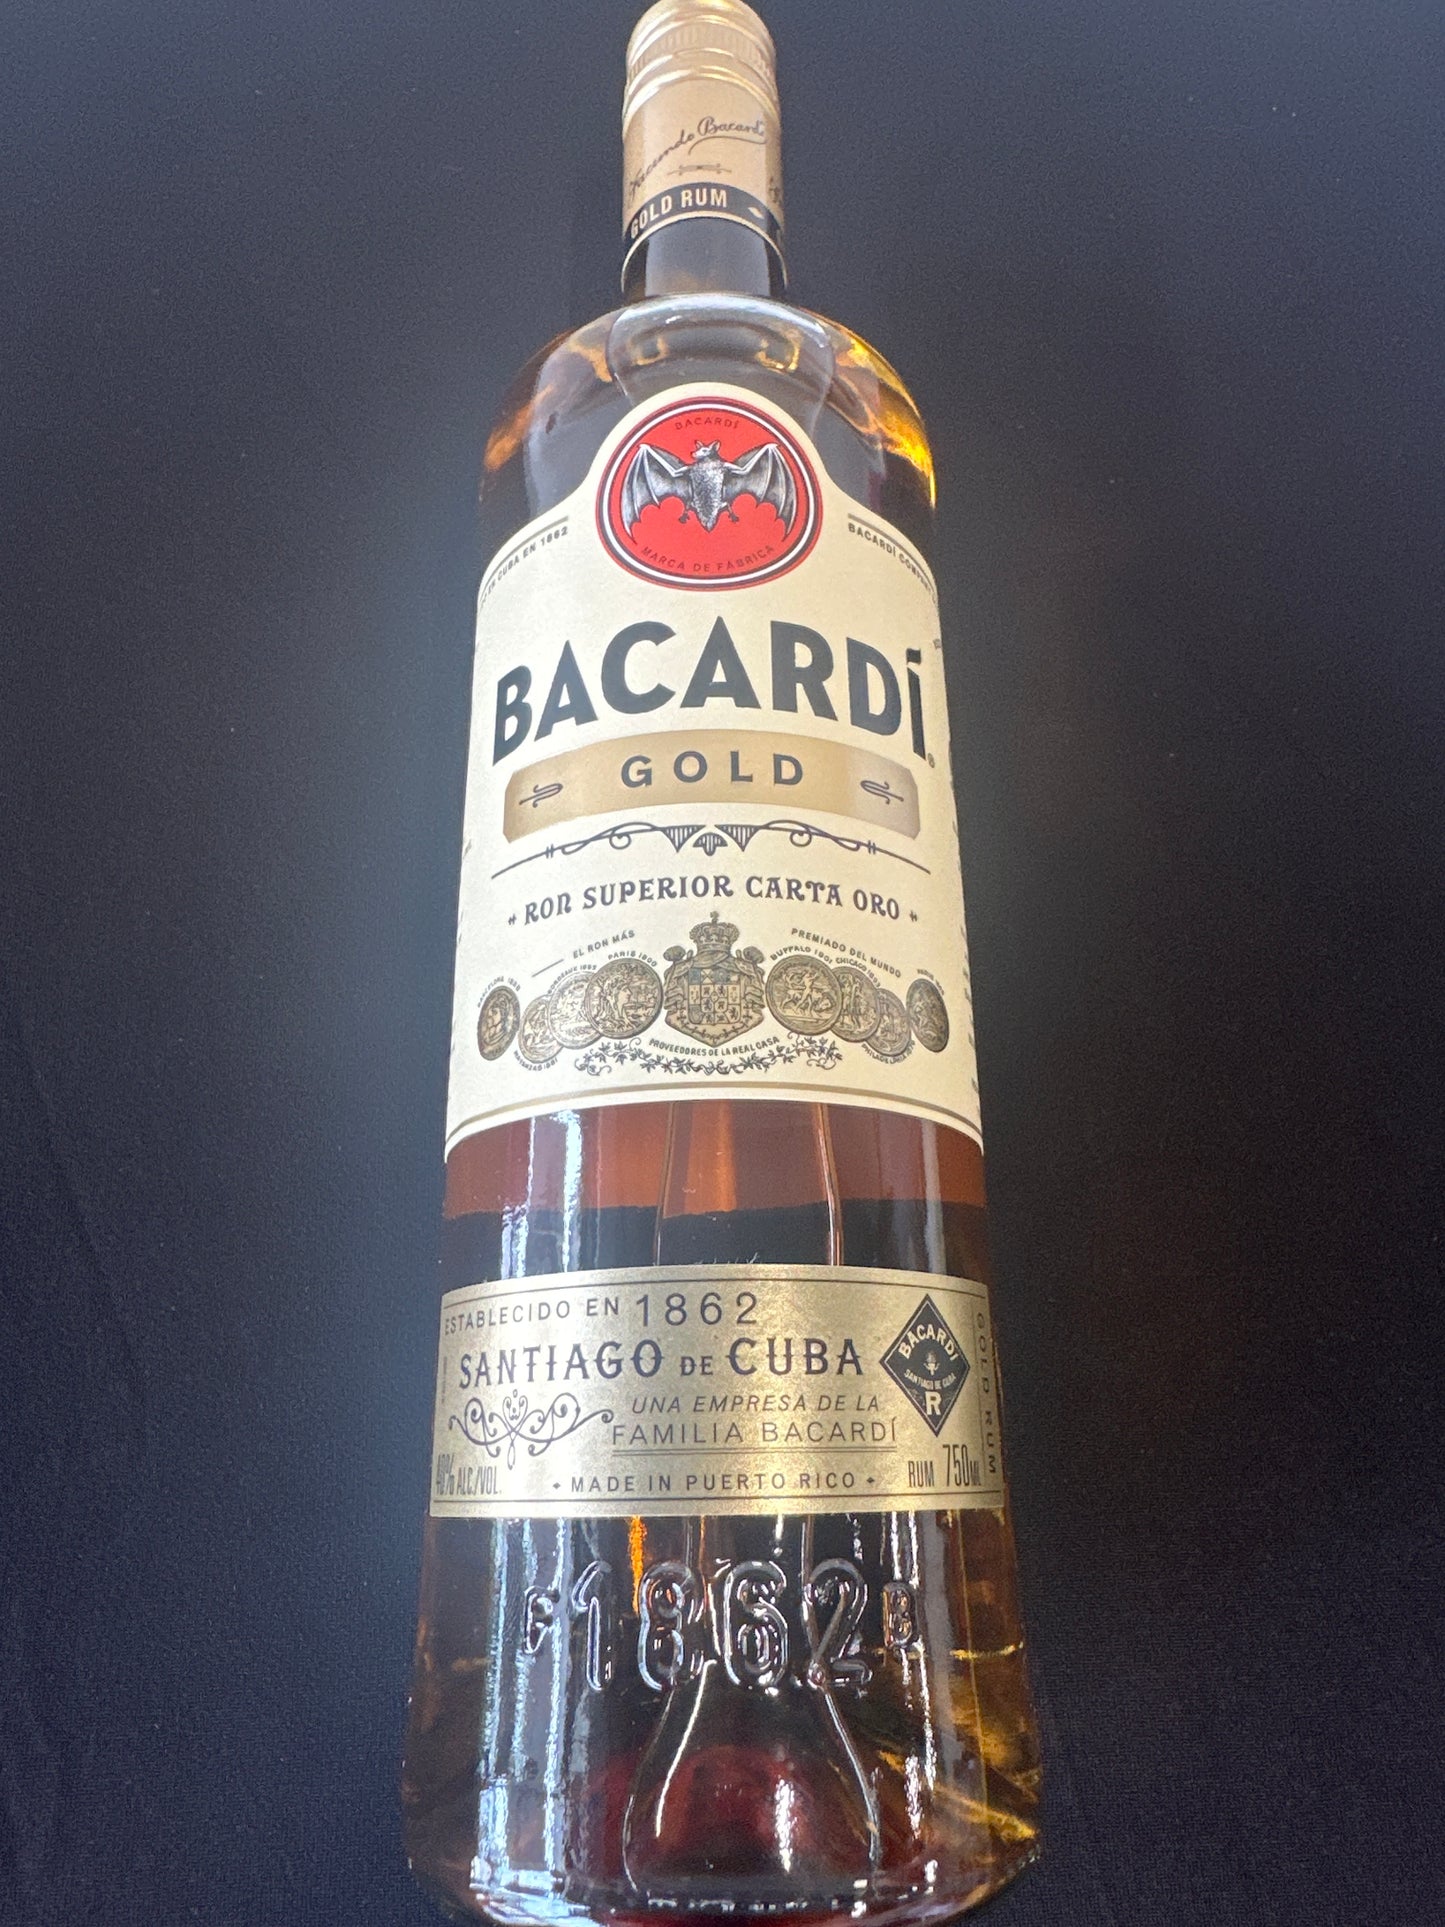 Facundo Bacardi
GOLD RUM
BACARDÍ
MARCA DE FÁBRICA
CUBA EN 1862
BACARDÍ
BACARDÍ
GOLD
RON SUPERIOR CARTA ORO
EL RON MÁS
PREMIADO DEL MUNDO
PARIS 1900
BUFFALO 1901
CHICAGO 1893
PROVEEDORES DE LA REAL CASA
ESTABLECIDO EN 1862
SANTIAGO DE CUBA
UNA EMPRESA DE LA
FAMILIA BACARDÍ
BACARDÍ
SANTIAGO DE CUBA
R
GOLD RUM
40% ALC./VOL.
MADE IN PUERTO RICO
RUM 750ML
B 1862 B